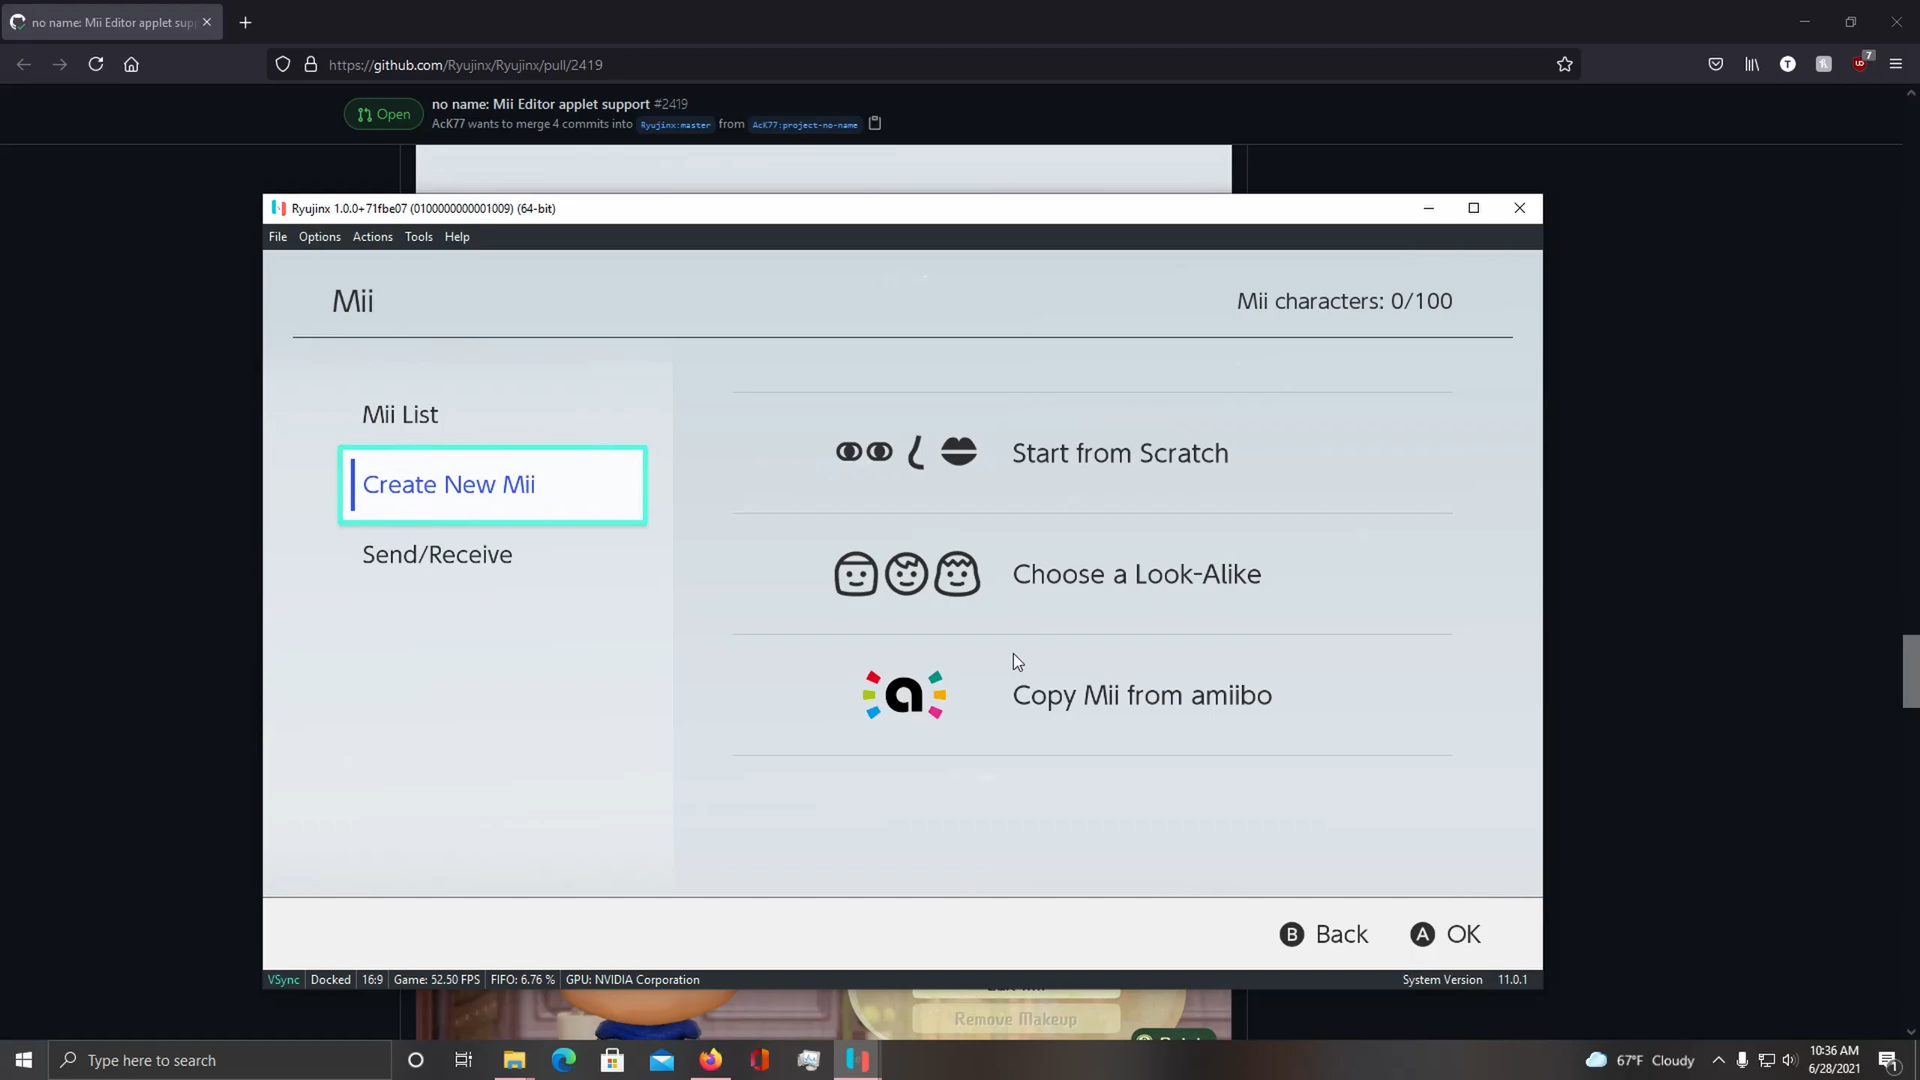 no name: Mii Editor applet sup
https://github.com/Ryujinx/Ryujinx/pull/2419
7
Open
no name: Mii Editor applet support #2419
AcK77 wants to merge 4 commits into Ryujinx:master from AcK77:project-no-name
Ryujinx 1.0.0+71fbe07 (0100000000001009) (64-bit)
File Options Actions Tools Help
Mii
Mii characters: 0/100
Mii List
Create New Mii
Send/Receive
Start from Scratch
Choose a Look-Alike
a
Copy Mii from amiibo
B Back
A OK
VSync Docked 16:9 Game: 52.50 FPS FIFO: 6.76 % GPU: NVIDIA Corporation
System Version 11.0.1
Remove Makeup
Type here to search
67°F Cloudy
10:36 AM
6/28/2021
1